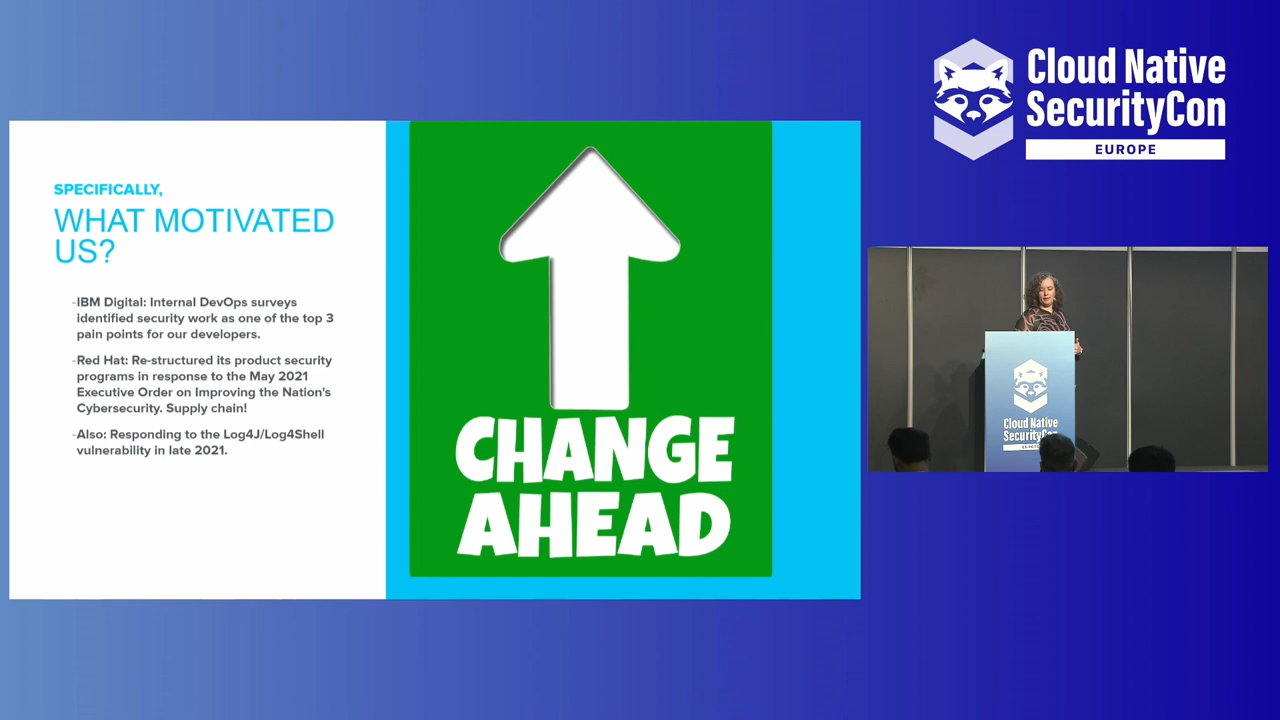 SPECIFICALLY,
WHAT MOTIVATED
US?
-IBM Digital: Internal DevOps surveys
identified security work as one of the top 3
pain points for our developers.
-Red Hat: Re-structured its product security
programs in response to the May 2021
Executive Order on Improving the Nation's
Cybersecurity. Supply chain!
-Also: Responding to the Log4J/Log4Shell
vulnerability in late 2021.
CHANGE
AHEAD
Cloud Native
SecurityCon
EUROPE
Cloud Native
SecurityCon